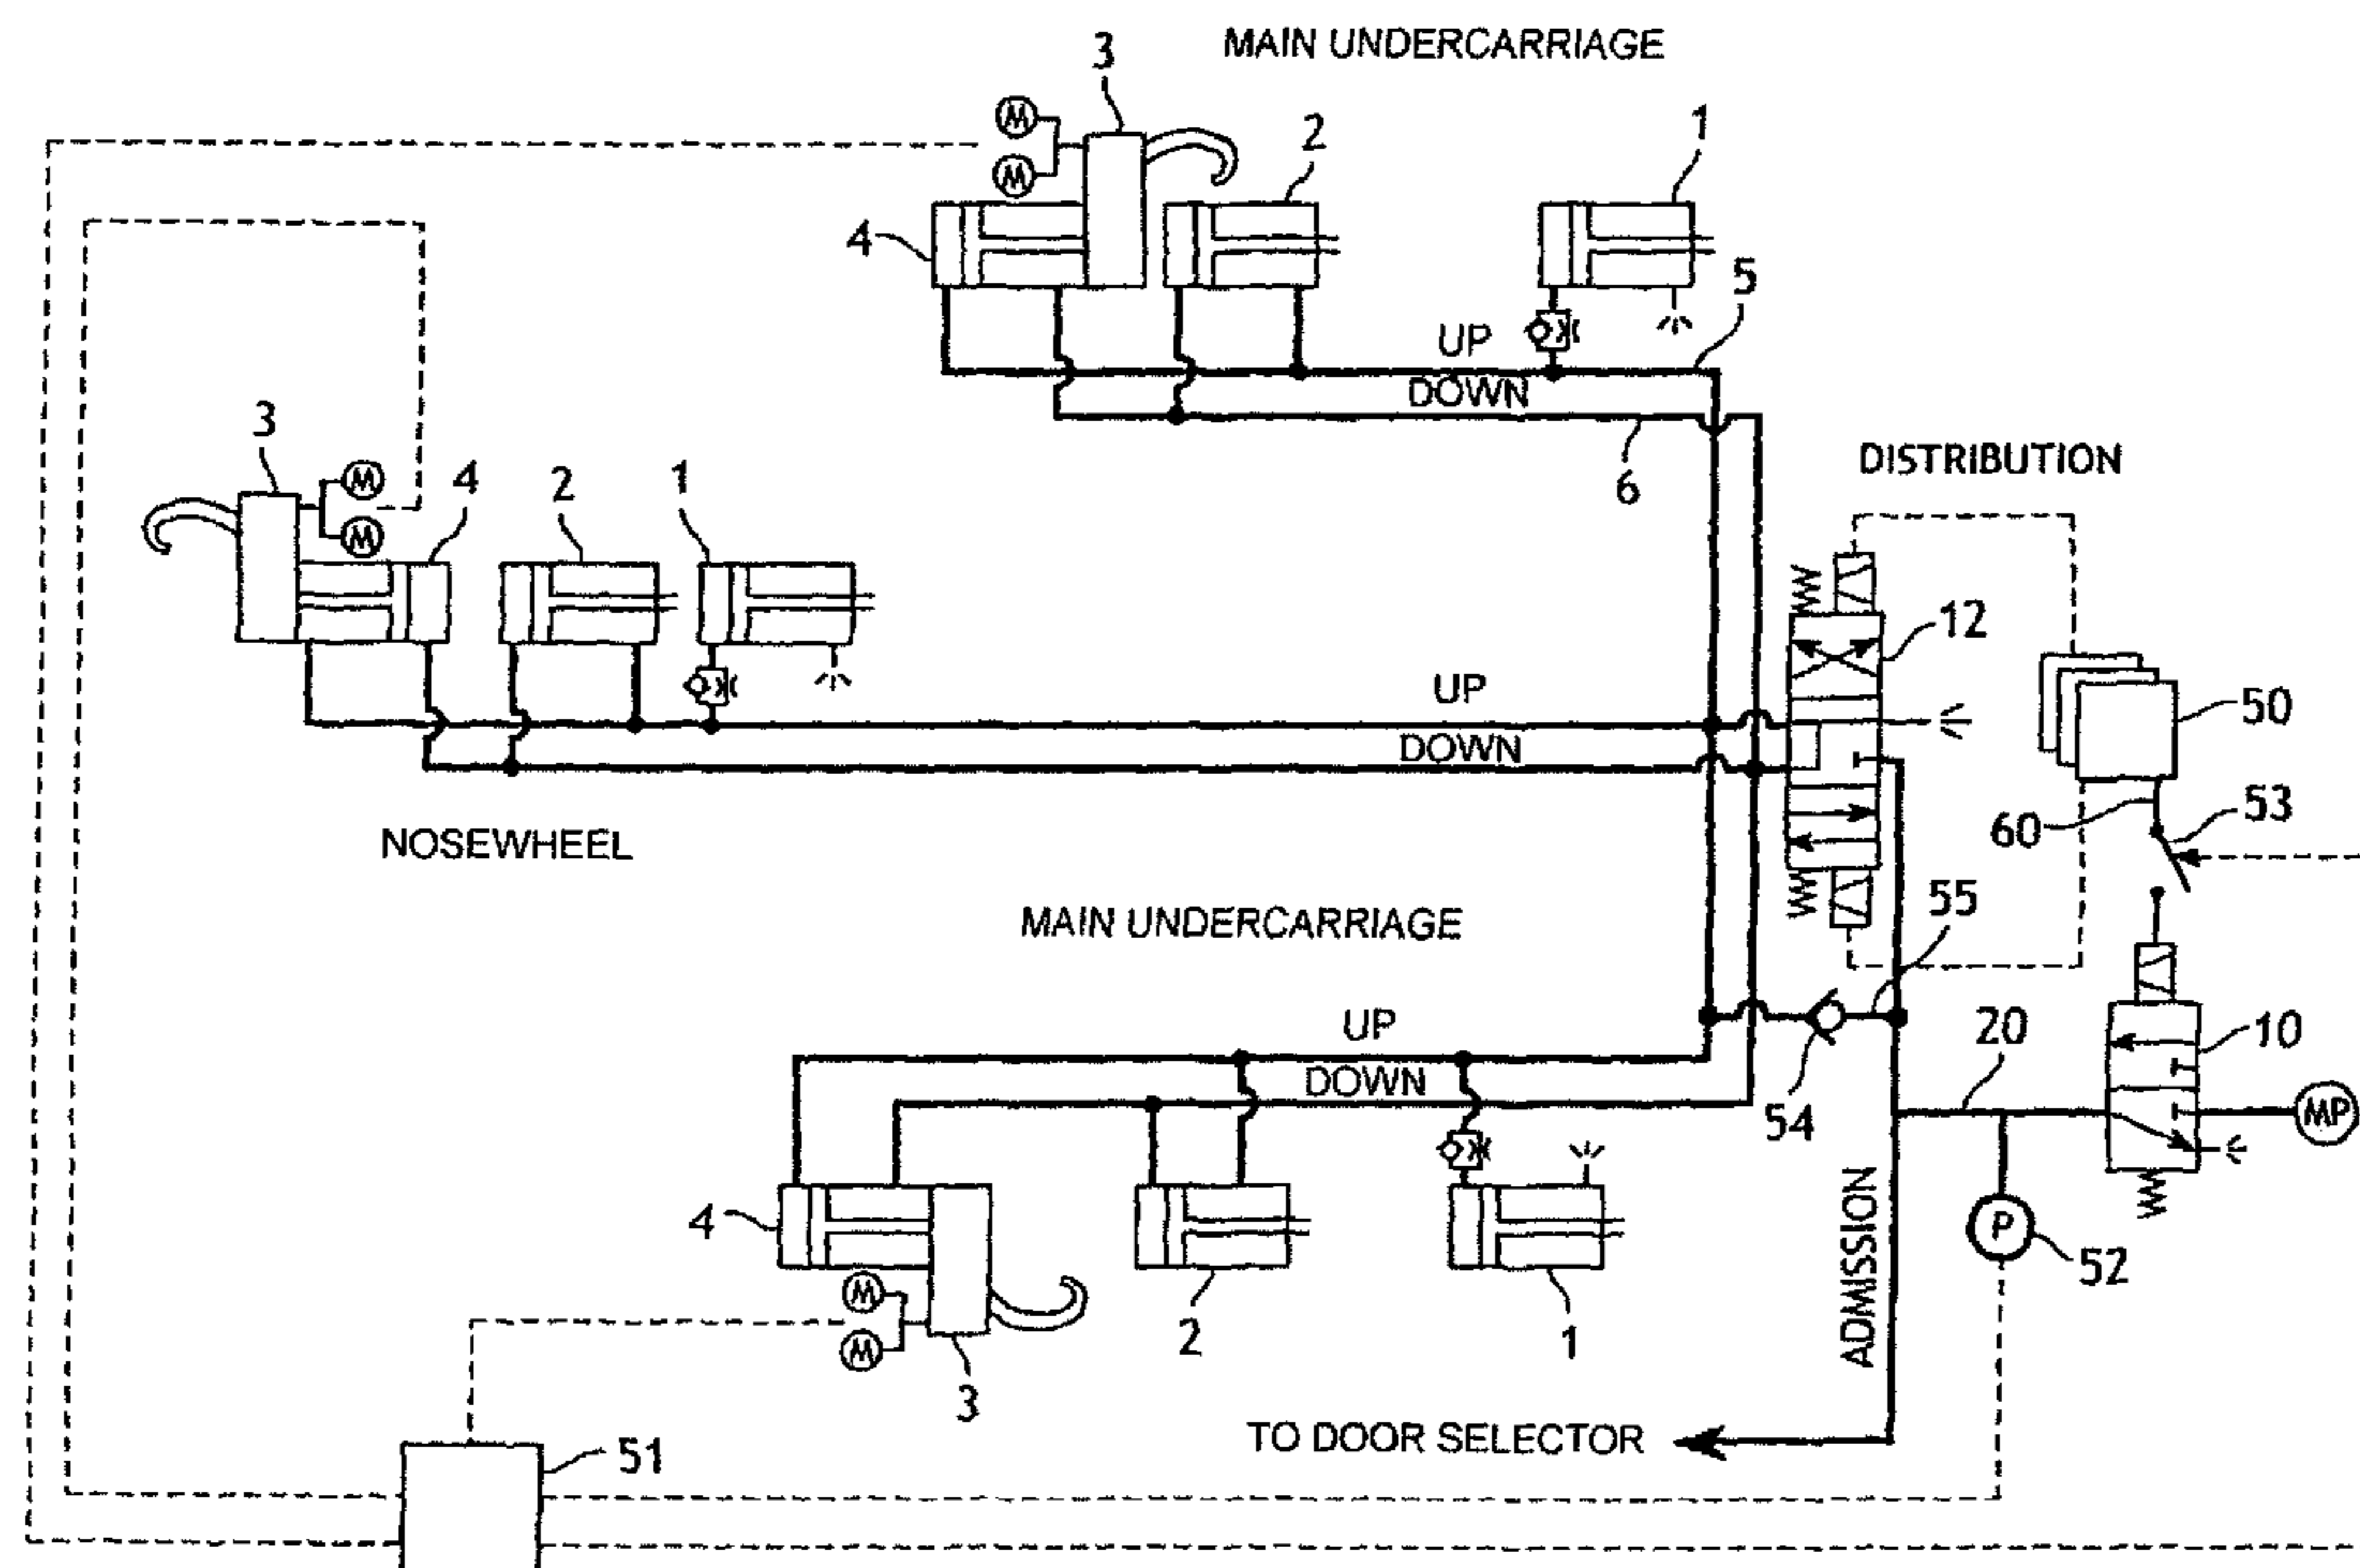 MAIN UNDERCARRIAGE
3
M
M
2
1
4
5
UP
DOWN
6
3
M
M
4
2
1
DISTRIBUTION
12
UP
DOWN
50
NOSEWHEEL
60
53
MAIN UNDERCARRIAGE
55
UP
DOWN
54
20
10
MP
4
M
M
3
2
1
ADMISSION
P
52
TO DOOR SELECTOR
51